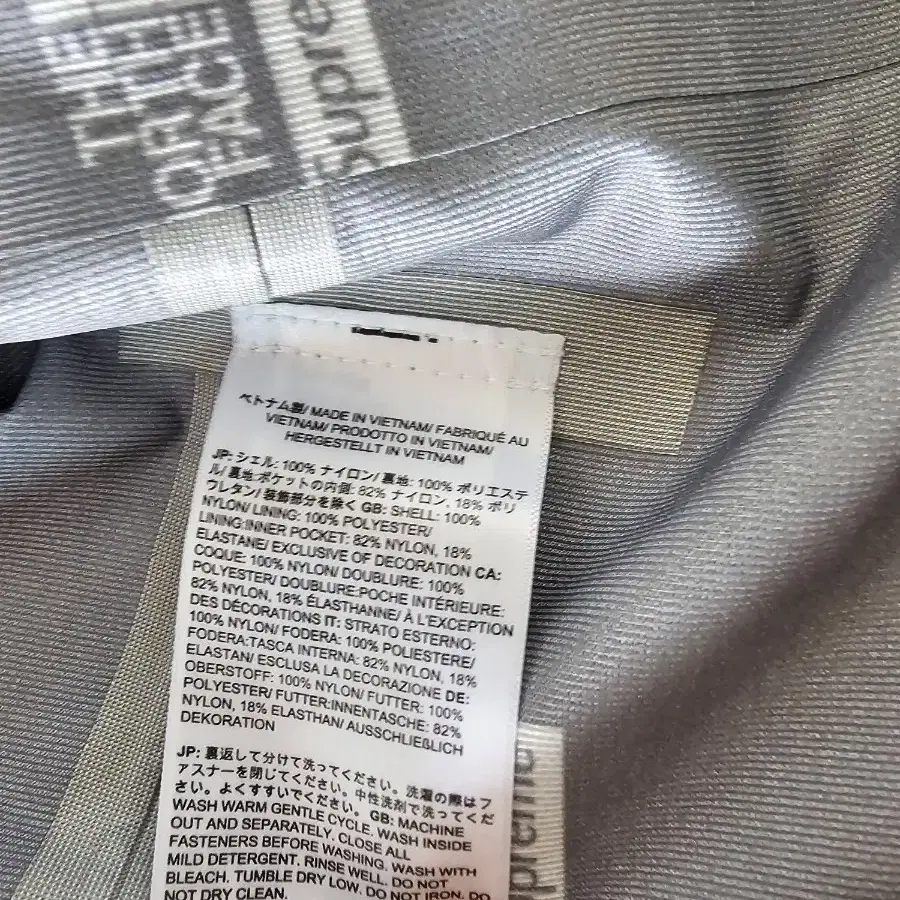 THE
ORTH
FACE
Supre
ベトナム製/ MADE IN VIETNAM/ FABRIQUÉ AU
VIETNAM/ PRODOTTO IN VIETNAM/
HERGESTELLT IN VIETNAM
JP: シェル: 100% ナイロン/ 裏地: 100% ポリエステ
ル/ 裏地:ポケットの内側: 82% ナイロン, 18% ポリ
ウレタン/ 装飾部分を除く GB: SHELL: 100%
NYLON/ LINING: 100% POLYESTER/
LINING:INNER POCKET: 82% NYLON, 18%
ELASTANE/ EXCLUSIVE OF DECORATION CA:
COQUE: 100% NYLON/ DOUBLURE: 100%
POLYESTER/ DOUBLURE:POCHE INTÉRIEURE:
82% NYLON, 18% ÉLASTHANNE/ À L'EXCEPTION
DES DÉCORATIONS IT: STRATO ESTERNO:
100% NYLON/ FODERA: 100% POLIESTERE/
FODERA:TASCA INTERNA: 82% NYLON, 18%
ELASTAN/ ESCLUSA LA DECORAZIONE DE:
OBERSTOFF: 100% NYLON/ FUTTER: 100%
POLYESTER/ FUTTER:INNENTASCHE: 82%
NYLON, 18% ELASTHAN/ AUSSCHLIEßLICH
DEKORATION
JP: 裏返して分けて洗ってください。洗濯の際はフ
ァスナーを閉じてください。中性洗剤で洗ってくだ
さい。よくすすいでください。GB: MACHINE
WASH WARM GENTLE CYCLE. WASH INSIDE
OUT AND SEPARATELY. CLOSE ALL
FASTENERS BEFORE WASHING. WASH WITH
MILD DETERGENT. RINSE WELL. DO NOT
BLEACH. TUMBLE DRY LOW. DO NOT IRON. DO
NOT DRY CLEAN.
preme